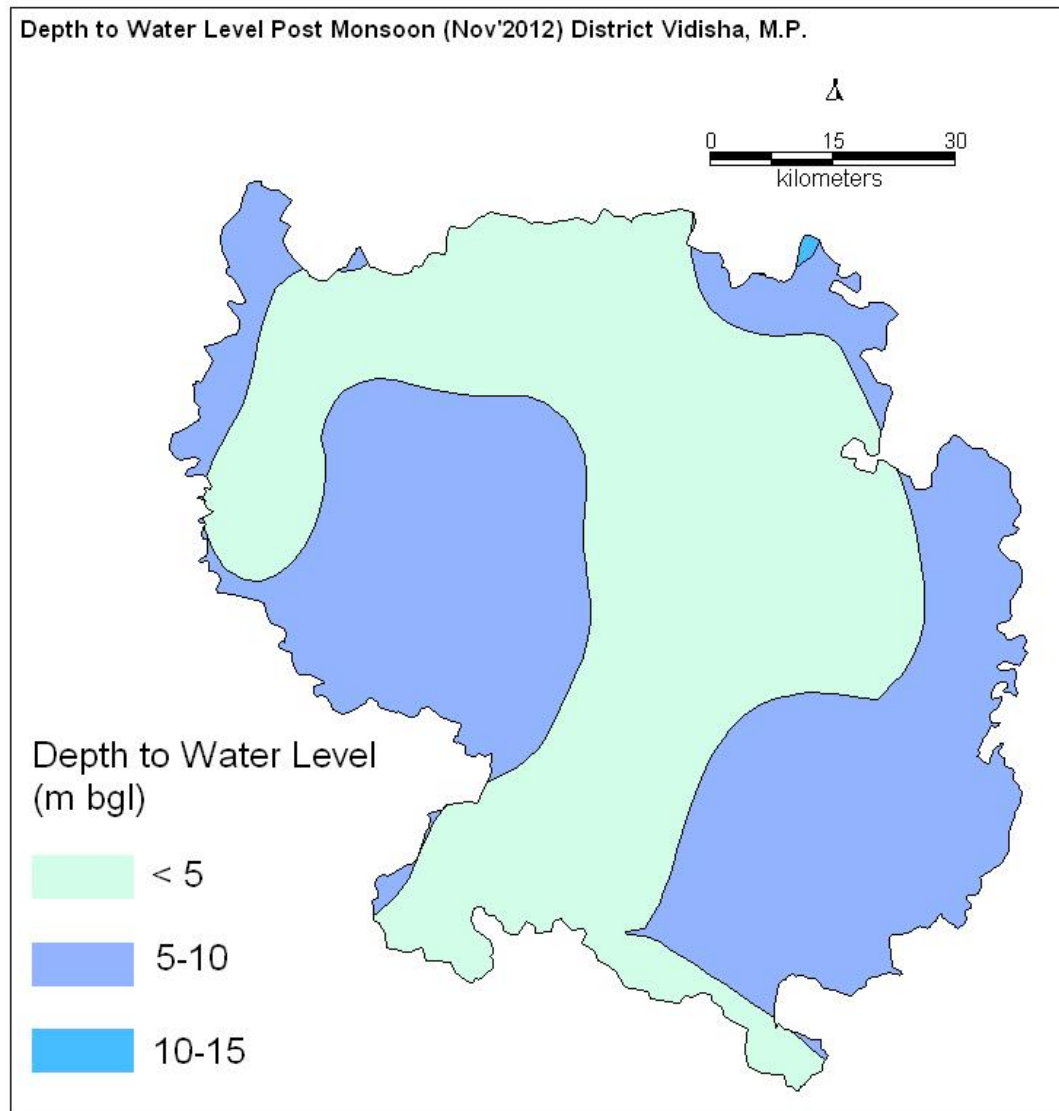 Depth to Water Level Post Monsoon (Nov'2012) District Vidisha, M.P.
0 15 30
kilometers
Depth to Water Level
(m bgl)
< 5
5-10
10-15